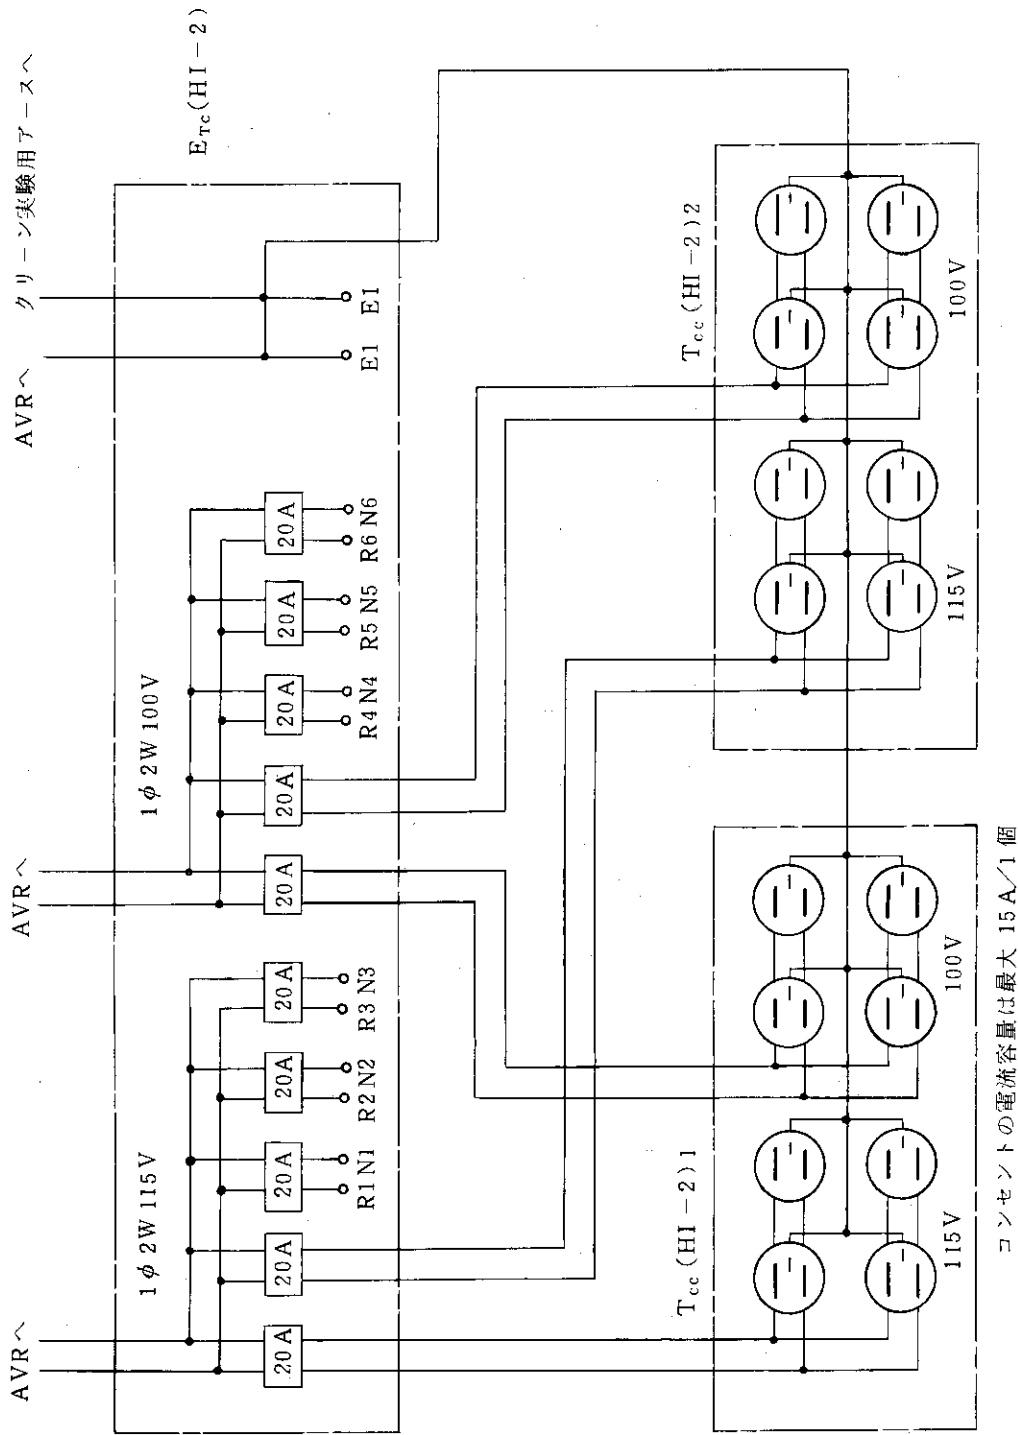 AVRへ
AVRへ
AVRへ
クリーン実験用アースへ
E_Tc(HI-2)
1φ2W 115V
1φ2W 100V
20A
20A
20A
20A
20A
20A
20A
20A
20A
20A
R1 N1
R2 N2
R3 N3
R4 N4
R5 N5
R6 N6
E1
E1
T_cc(HI-2)1
115V
100V
T_cc(HI-2)2
115V
100V
コンセントの電流容量は最大 15A/1個